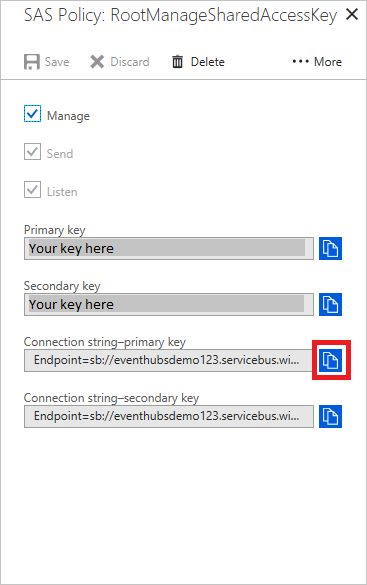 SAS Policy: RootManageSharedAccessKey
Save Discard Delete ··· More
Manage
Send
Listen
Primary key
Your key here
Secondary key
Your key here
Connection string–primary key
Endpoint=sb://eventhubsdemo123.servicebus.wi...
Connection string–secondary key
Endpoint=sb://eventhubsdemo123.servicebus.wi...